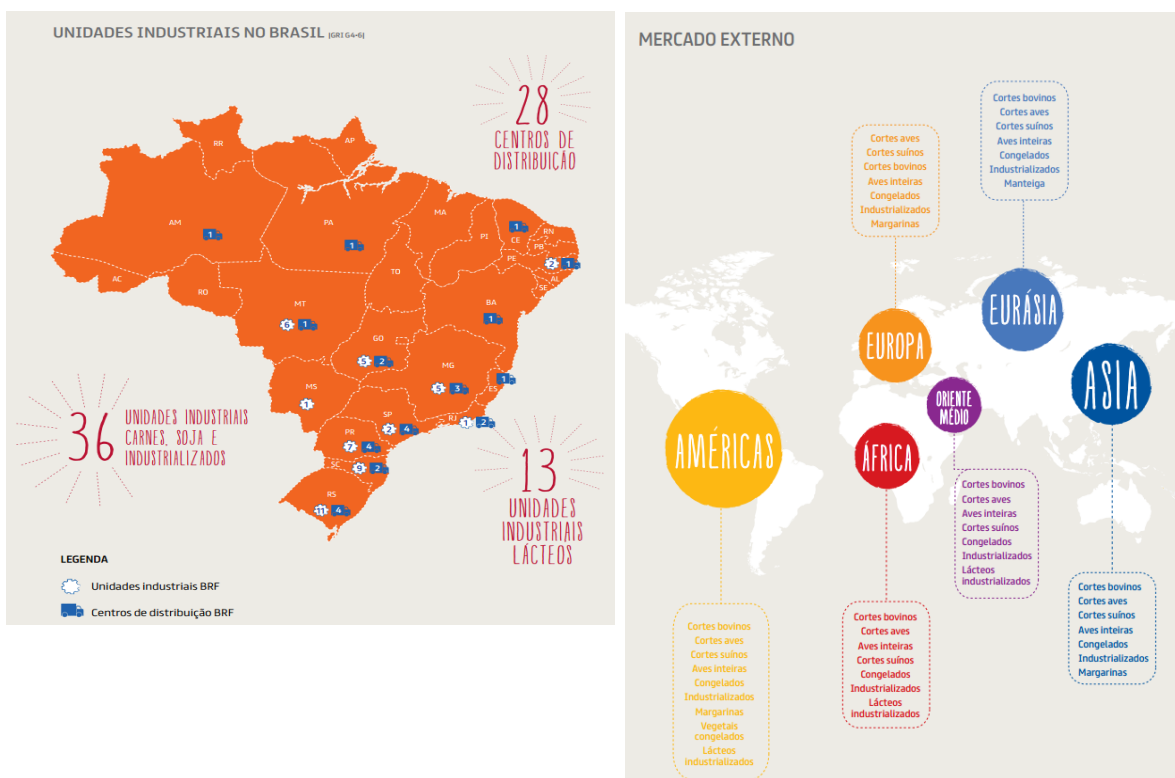 UNIDADES INDUSTRIAIS NO BRASIL (GRI G4-6)
28
CENTROS DE
DISTRIBUIÇÃO
RR
AP
AM
1
PA
1
MA
PI
1
CE
RN
PB
PE
2 1
AL
SE
AC
RO
TO
MT
6 1
BA
1
GO
5 2
MG
5 3
1
ES
MS
1
SP
2 4
RJ
1 2
PR
7 4
SC
9 2
RS
11 4
36
UNIDADES INDUSTRIAIS
CARNES, SOJA E
INDUSTRIALIZADOS
13
UNIDADES
INDUSTRIAIS
LÁCTEOS
LEGENDA
Unidades industriais BRF
Centros de distribuição BRF
MERCADO EXTERNO
Cortes bovinos
Cortes aves
Cortes suínos
Aves inteiras
Congelados
Industrializados
Manteiga
EURÁSIA
Cortes aves
Cortes suínos
Cortes bovinos
Aves inteiras
Congelados
Industrializados
Margarinas
EUROPA
ASIA
Cortes bovinos
Cortes aves
Cortes suínos
Aves inteiras
Congelados
Industrializados
Margarinas
ORIENTE
MÉDIO
Cortes bovinos
Cortes aves
Aves inteiras
Cortes suínos
Congelados
Industrializados
Lácteos
industrializados
ÁFRICA
Cortes bovinos
Cortes aves
Aves inteiras
Cortes suínos
Congelados
Industrializados
Lácteos
industrializados
AMÉRICAS
Cortes bovinos
Cortes aves
Cortes suínos
Aves inteiras
Congelados
Industrializados
Margarinas
Vegetais
congelados
Lácteos
industrializados